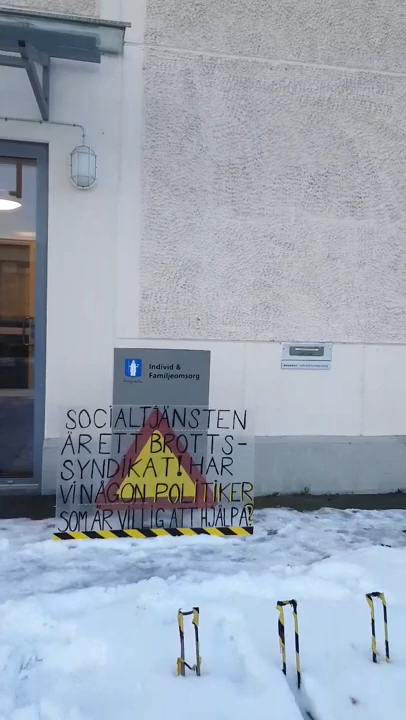 Individ &
Familjeomsorg
SOCIALTJÄNSTEN
ÄR ETT BROTTS-
SYNDIKAT! HAR
VI NÅGON POLITIKER
SOM ÄR VILLIG ATT HJÄLPA?